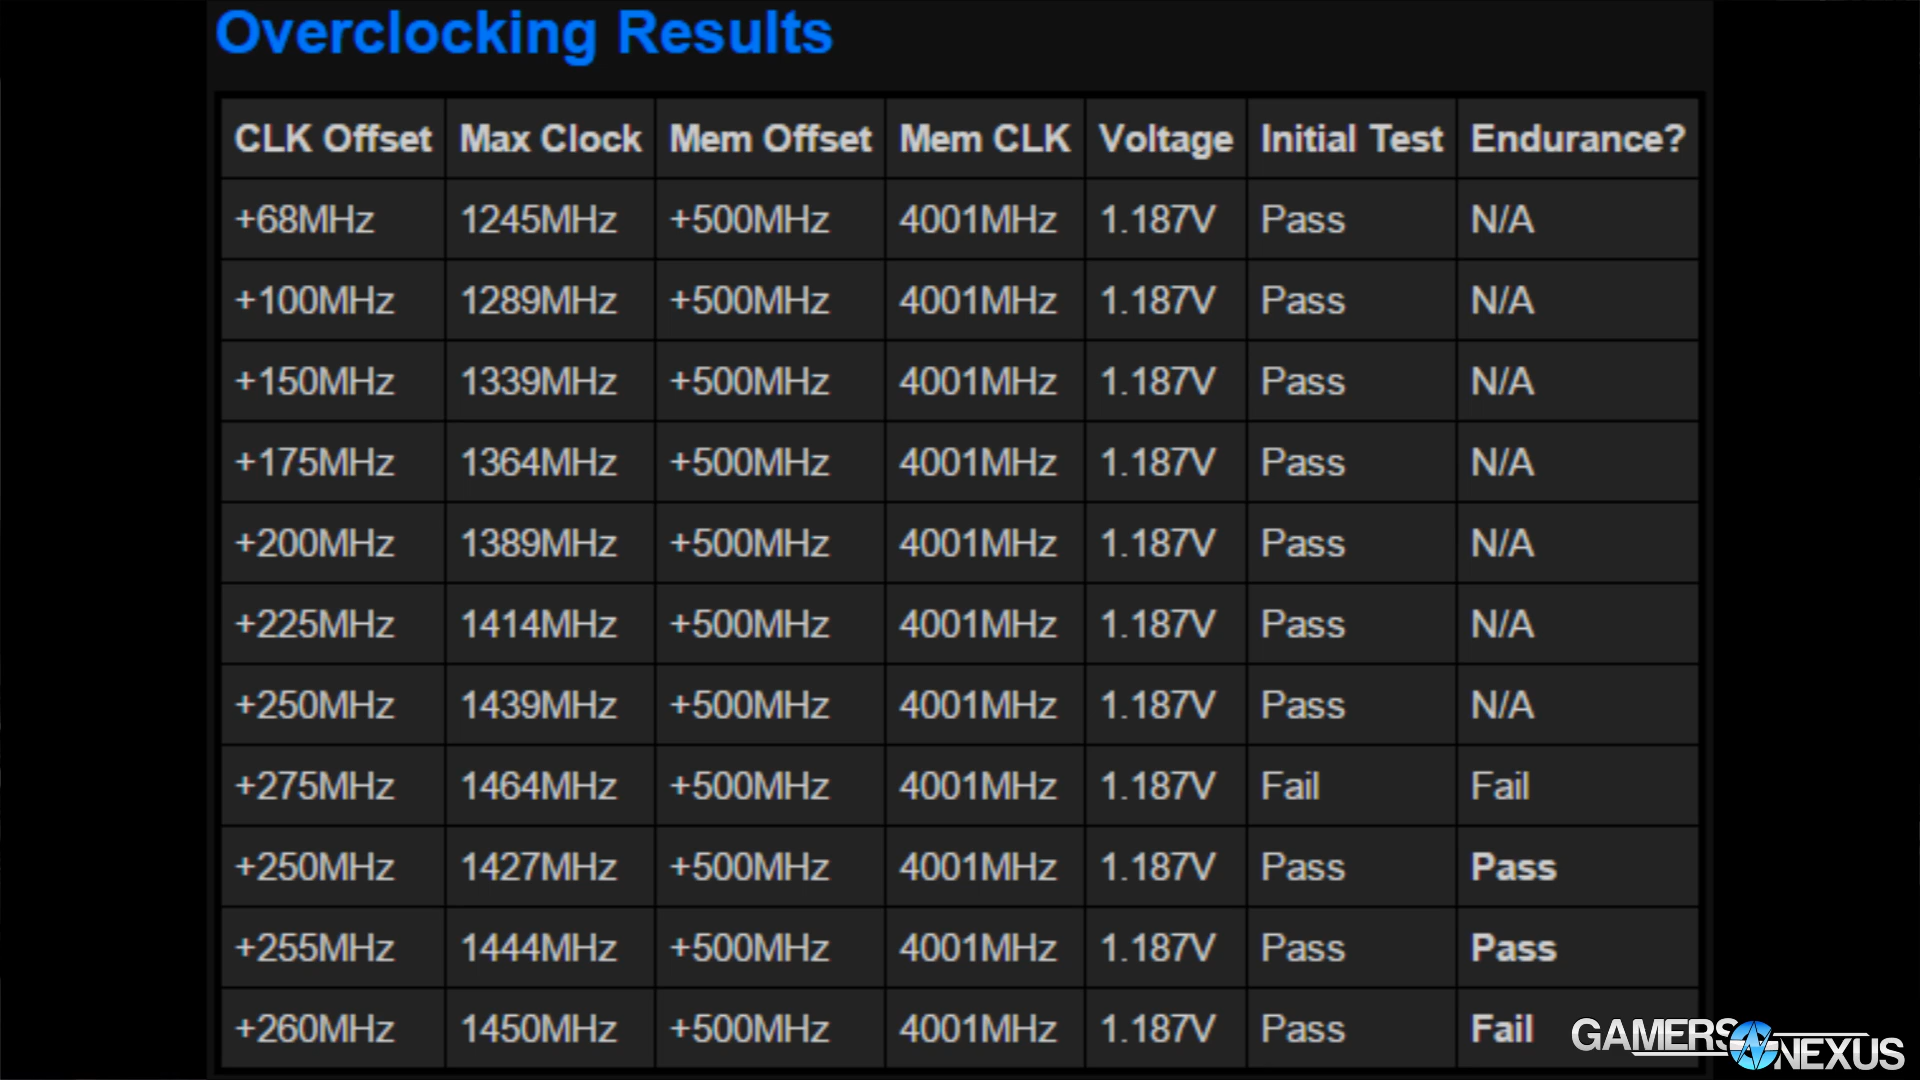 Overclocking Results
CLK Offset Max Clock Mem Offset Mem CLK Voltage Initial Test Endurance?
+68MHz 1245MHz +500MHz 4001MHz 1.187V Pass N/A
+100MHz 1289MHz +500MHz 4001MHz 1.187V Pass N/A
+150MHz 1339MHz +500MHz 4001MHz 1.187V Pass N/A
+175MHz 1364MHz +500MHz 4001MHz 1.187V Pass N/A
+200MHz 1389MHz +500MHz 4001MHz 1.187V Pass N/A
+225MHz 1414MHz +500MHz 4001MHz 1.187V Pass N/A
+250MHz 1439MHz +500MHz 4001MHz 1.187V Pass N/A
+275MHz 1464MHz +500MHz 4001MHz 1.187V Fail Fail
+250MHz 1427MHz +500MHz 4001MHz 1.187V Pass Pass
+255MHz 1444MHz +500MHz 4001MHz 1.187V Pass Pass
+260MHz 1450MHz +500MHz 4001MHz 1.187V Pass Fail
GAMERS NEXUS